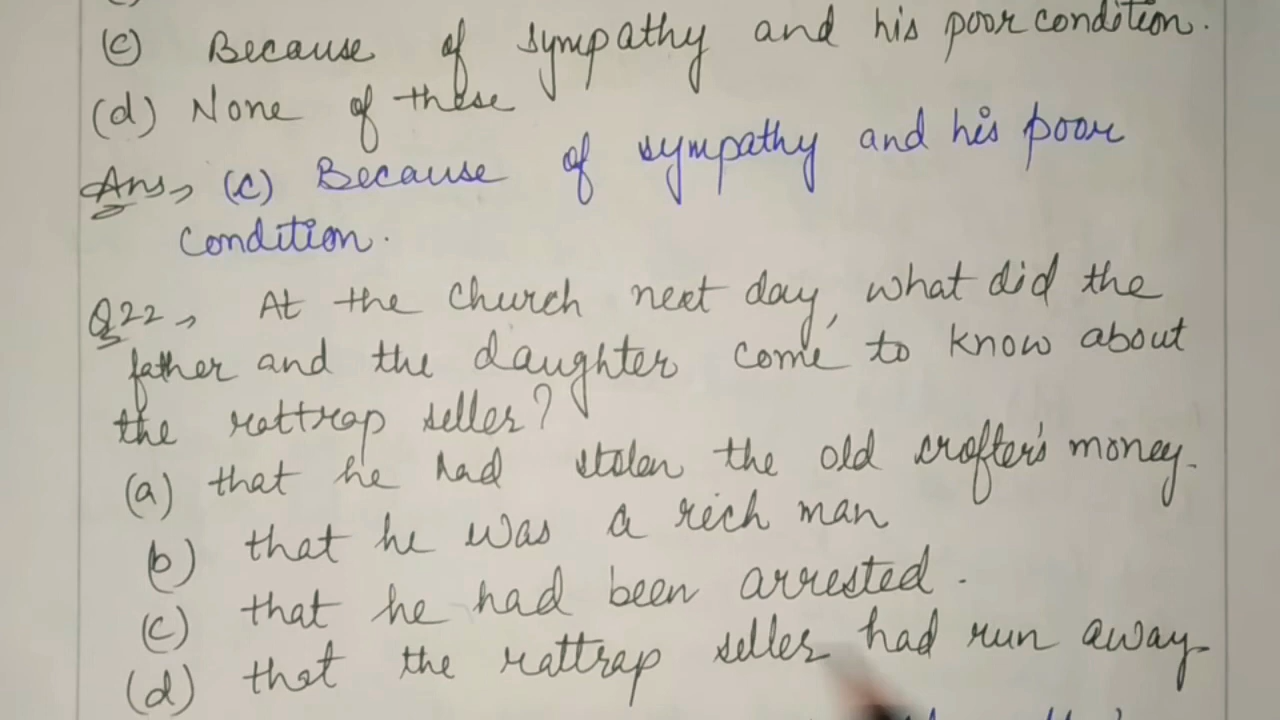 (c) Because of sympathy and his poor condition.
(d) None of these
Ans, (c) Because of sympathy and his poor
condition.
Q22, At the church next day, what did the
father and the daughter come to know about
the rattrap seller?
(a) that he had stolen the old crofter's money.
b) that he was a rich man
(c) that he had been arrested.
(d) that the rattrap seller had run away